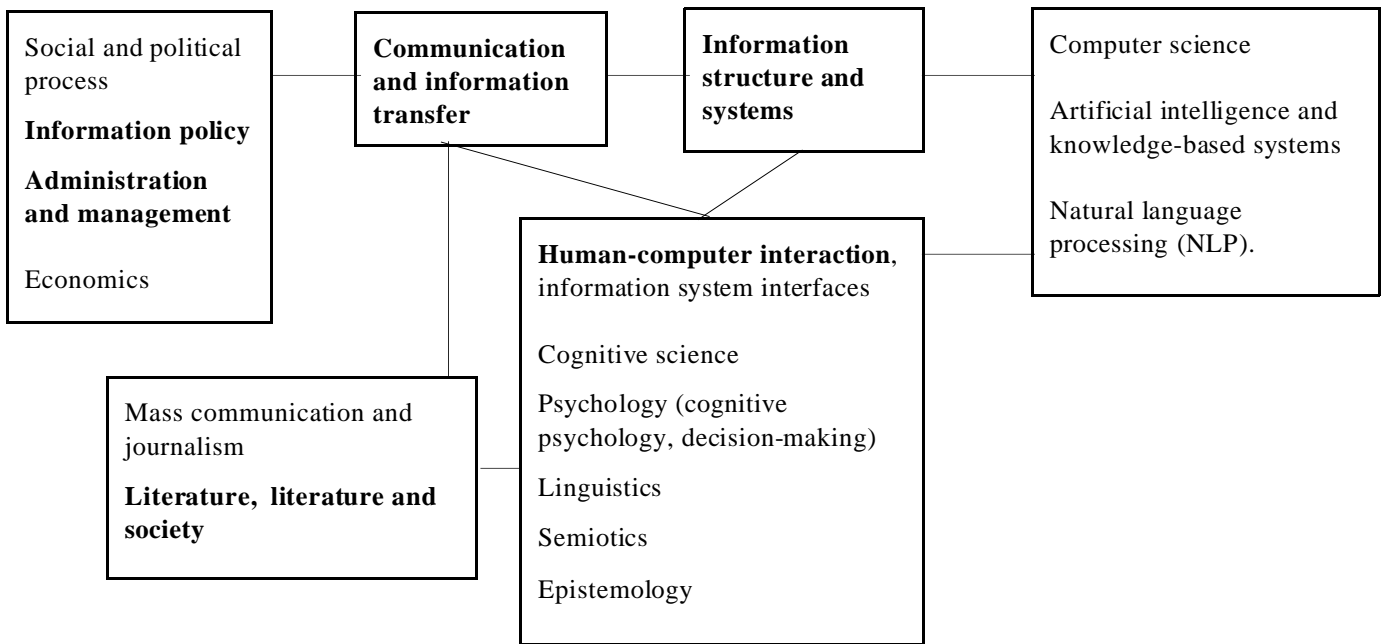 Social and political
process
Information policy
Administration
and management
Economics
Communication
and information
transfer
Information
structure and
systems
Computer science
Artificial intelligence and
knowledge-based systems
Natural language
processing (NLP).
Human-computer interaction,
information system interfaces
Cognitive science
Psychology (cognitive
psychology, decision-making)
Linguistics
Semiotics
Epistemology
Mass communication and
journalism
Literature, literature and
society